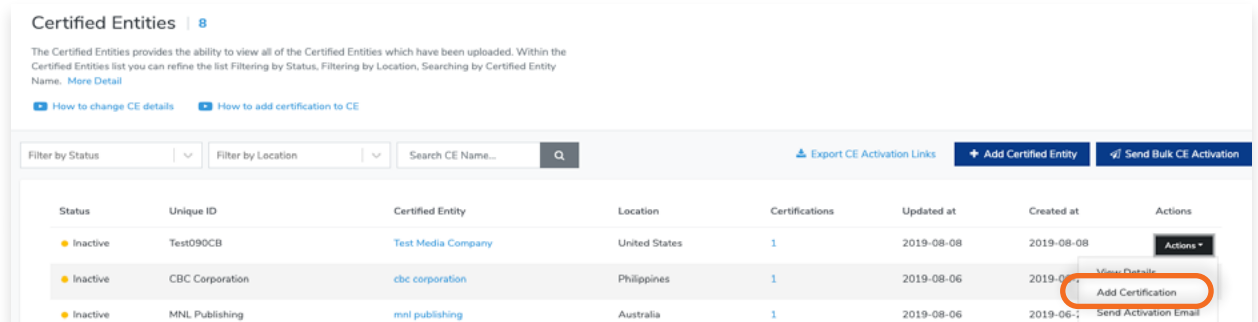 Certified Entities | 8
The Certified Entities provides the ability to view all of the Certified Entities which have been uploaded. Within the
Certified Entities list you can refine the list Filtering by Status, Filtering by Location, Searching by Certified Entity
Name. More Detail
How to change CE details How to add certification to CE
Filter by Status Filter by Location Search CE Name... Export CE Activation Links + Add Certified Entity Send Bulk CE Activation
Status Unique ID Certified Entity Location Certifications Updated at Created at Actions
Inactive Test090CB Test Media Company United States 1 2019-08-08 2019-08-08 Actions
View Details
Inactive CBC Corporation cbc corporation Philippines 1 2019-08-06
Add Certification
Inactive MNL Publishing mnl publishing Australia 1 2019-08-06 2019-06- Send Activation Email